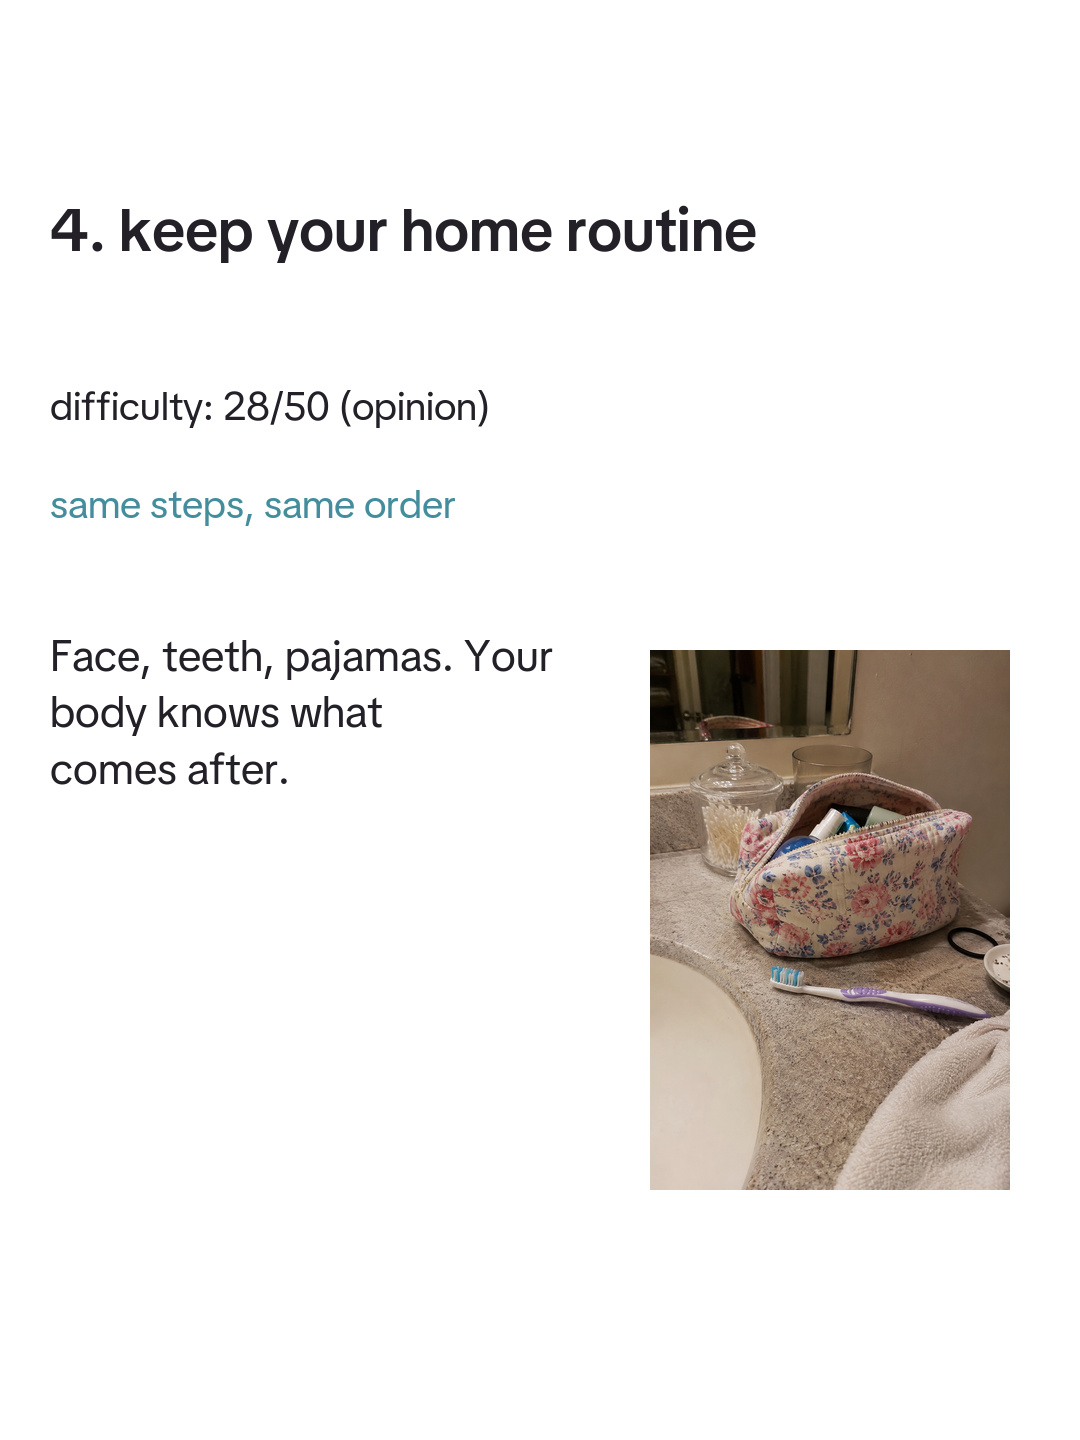 4. keep your home routine
difficulty: 28/50 (opinion)
same steps, same order
Face, teeth, pajamas. Your
body knows what
comes after.